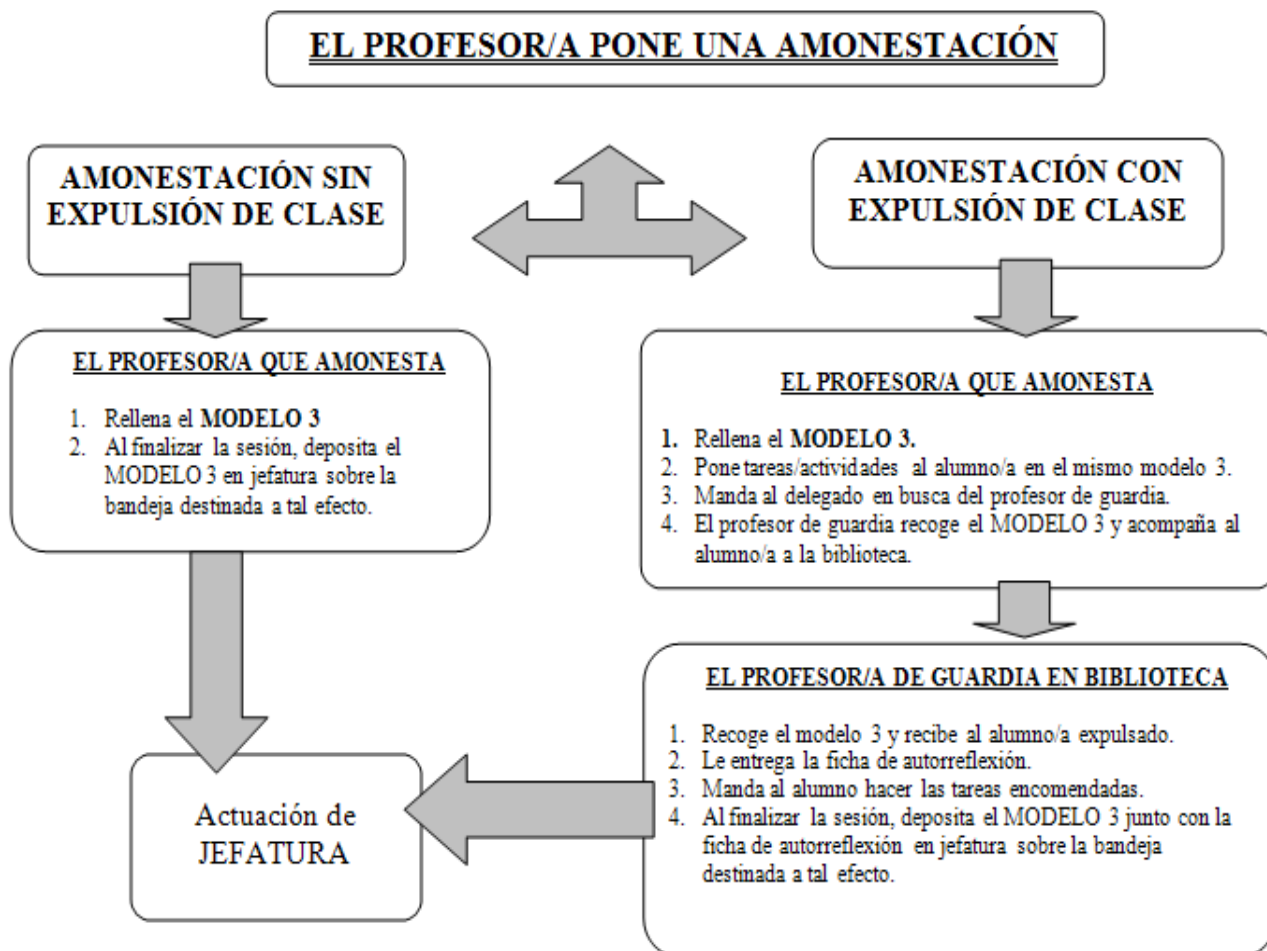 EL PROFESOR/A PONE UNA AMONESTACIÓN
AMONESTACIÓN SIN
EXPULSIÓN DE CLASE
AMONESTACIÓN CON
EXPULSIÓN DE CLASE
EL PROFESOR/A QUE AMONESTA
1. Rellena el MODELO 3
2. Al finalizar la sesión, deposita el
MODELO 3 en jefatura sobre la
bandeja destinada a tal efecto.
EL PROFESOR/A QUE AMONESTA
1. Rellena el MODELO 3.
2. Pone tareas/actividades al alumno/a en el mismo modelo 3.
3. Manda al delegado en busca del profesor de guardia.
4. El profesor de guardia recoge el MODELO 3 y acompaña al
alumno/a a la biblioteca.
EL PROFESOR/A DE GUARDIA EN BIBLIOTECA
1. Recoge el modelo 3 y recibe al alumno/a expulsado.
2. Le entrega la ficha de autorreflexión.
3. Manda al alumno hacer las tareas encomendadas.
4. Al finalizar la sesión, deposita el MODELO 3 junto con la
ficha de autorreflexión en jefatura sobre la bandeja
destinada a tal efecto.
Actuación de
JEFATURA